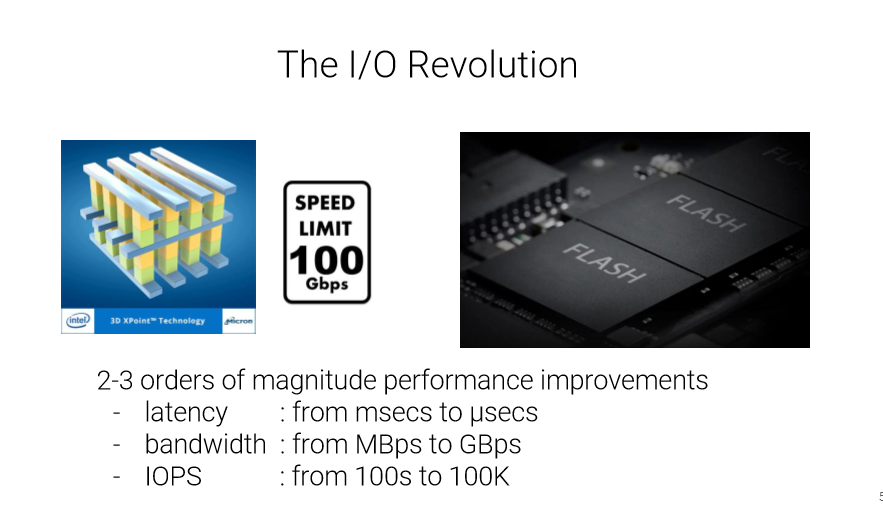 The I/O Revolution
intel
3D XPoint™ Technology
Micron
SPEED
LIMIT
100
Gbps
FLASH
FLASH
2-3 orders of magnitude performance improvements
- latency : from msecs to µsecs
- bandwidth : from MBps to GBps
- IOPS : from 100s to 100K
5